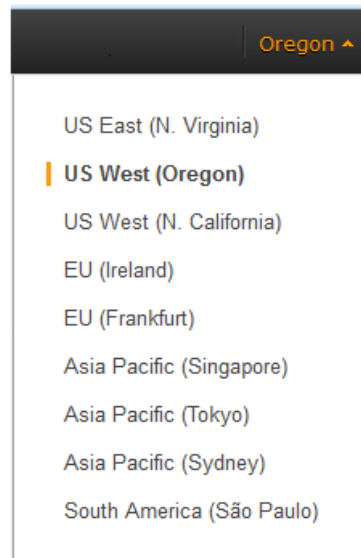 Oregon
US East (N. Virginia)
US West (Oregon)
US West (N. California)
EU (Ireland)
EU (Frankfurt)
Asia Pacific (Singapore)
Asia Pacific (Tokyo)
Asia Pacific (Sydney)
South America (São Paulo)